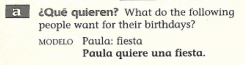 a ¿Qué quieren? What do the following
people want for their birthdays?
MODELO Paula: fiesta
Paula quiere una fiesta.